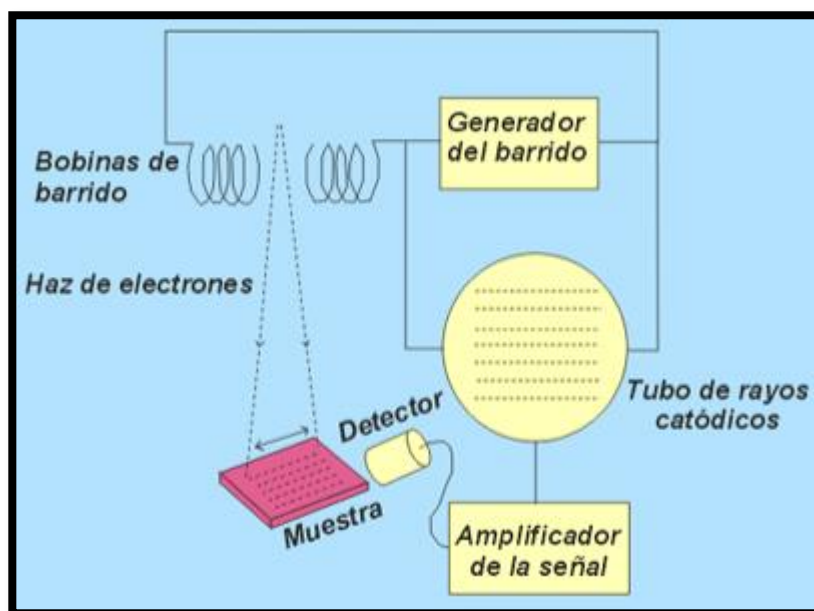 Generador
del barrido
Bobinas de
barrido
Haz de electrones
Tubo de rayos
catódicos
Detector
Muestra
Amplificador
de la señal